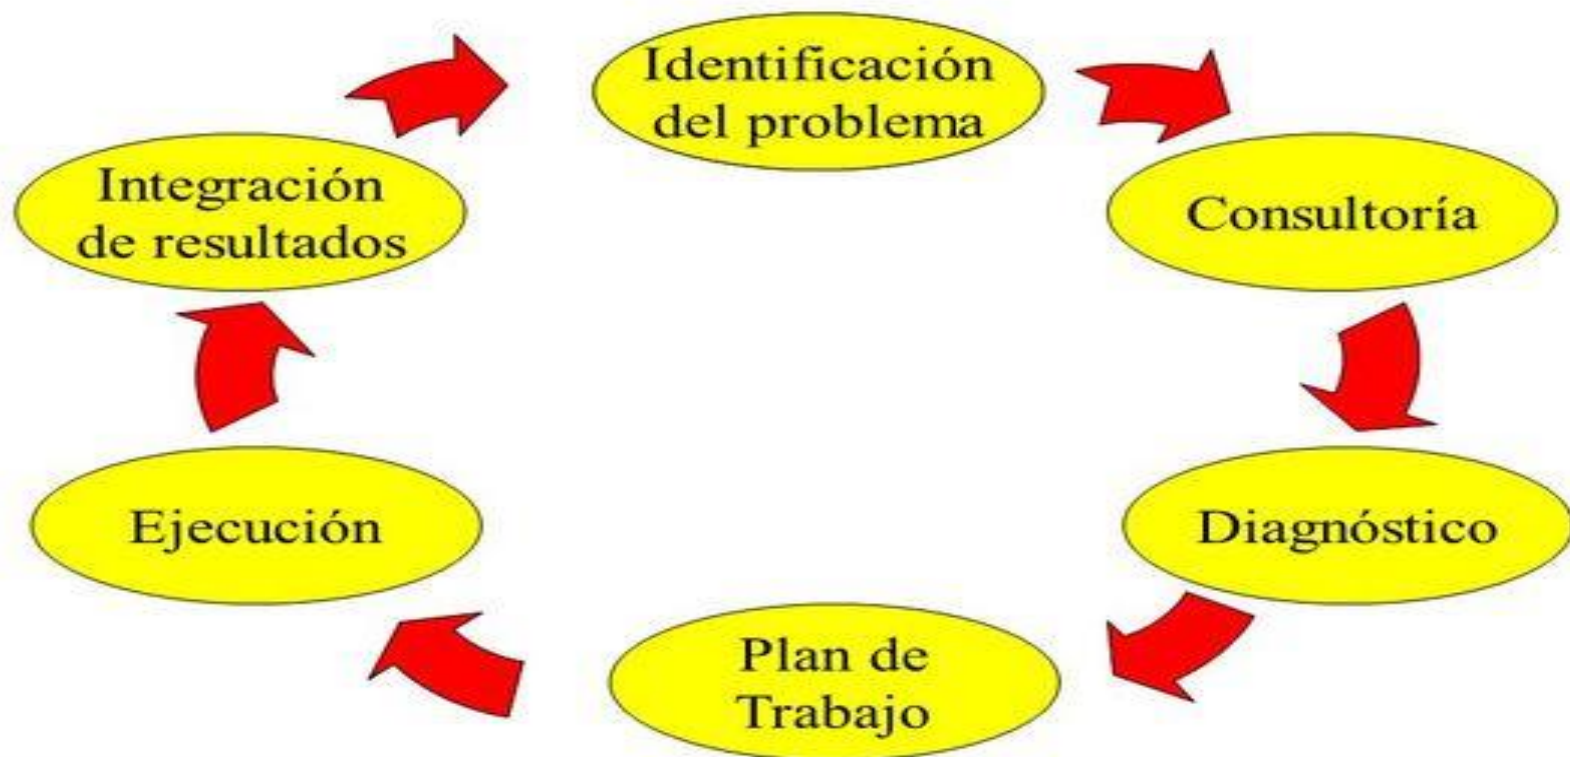 Identificación
del problema
Consultoría
Diagnóstico
Plan de
Trabajo
Ejecución
Integración
de resultados